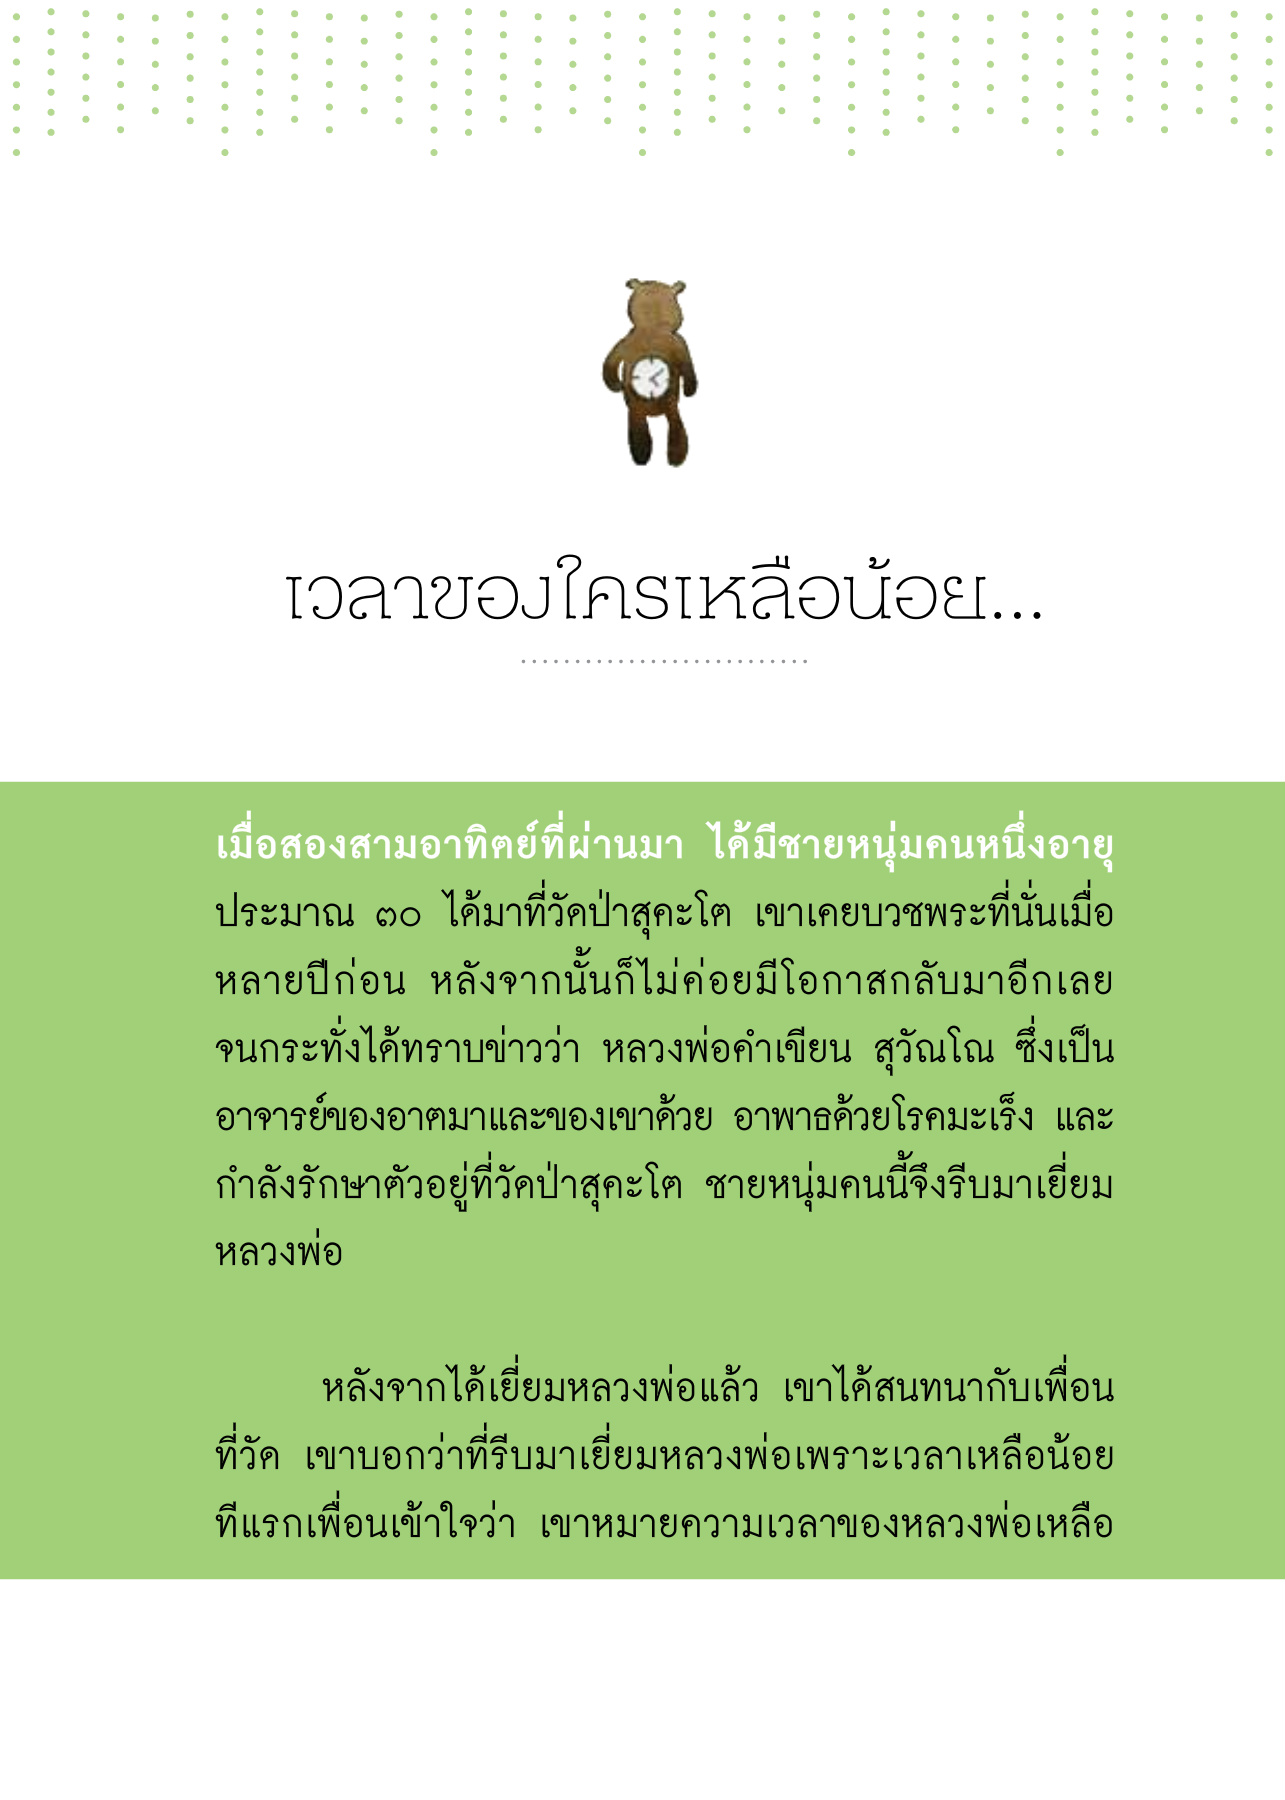 เวลาของใครเหลือน้อย...
เมื่อสองสามอาทิตย์ที่ผ่านมา ได้มีชายหนุ่มคนหนึ่งอายุ
ประมาณ ๓๐ ได้มาที่วัดป่าสุคะโต เขาเคยบวชพระที่นั่นเมื่อ
หลายปีก่อน หลังจากนั้นก็ไม่ค่อยมีโอกาสกลับมาอีกเลย
จนกระทั่งได้ทราบข่าวว่า หลวงพ่อคำเขียน สุวัณโณ ซึ่งเป็น
อาจารย์ของอาตมาและของเขาด้วย อาพาธด้วยโรคมะเร็ง และ
กำลังรักษาตัวอยู่ที่วัดป่าสุคะโต ชายหนุ่มคนนี้จึงรีบมาเยี่ยม
หลวงพ่อ
หลังจากได้เยี่ยมหลวงพ่อแล้ว เขาได้สนทนากับเพื่อน
ที่วัด เขาบอกว่าที่รีบมาเยี่ยมหลวงพ่อเพราะเวลาเหลือน้อย
ทีแรกเพื่อนเข้าใจว่า เขาหมายความเวลาของหลวงพ่อเหลือ